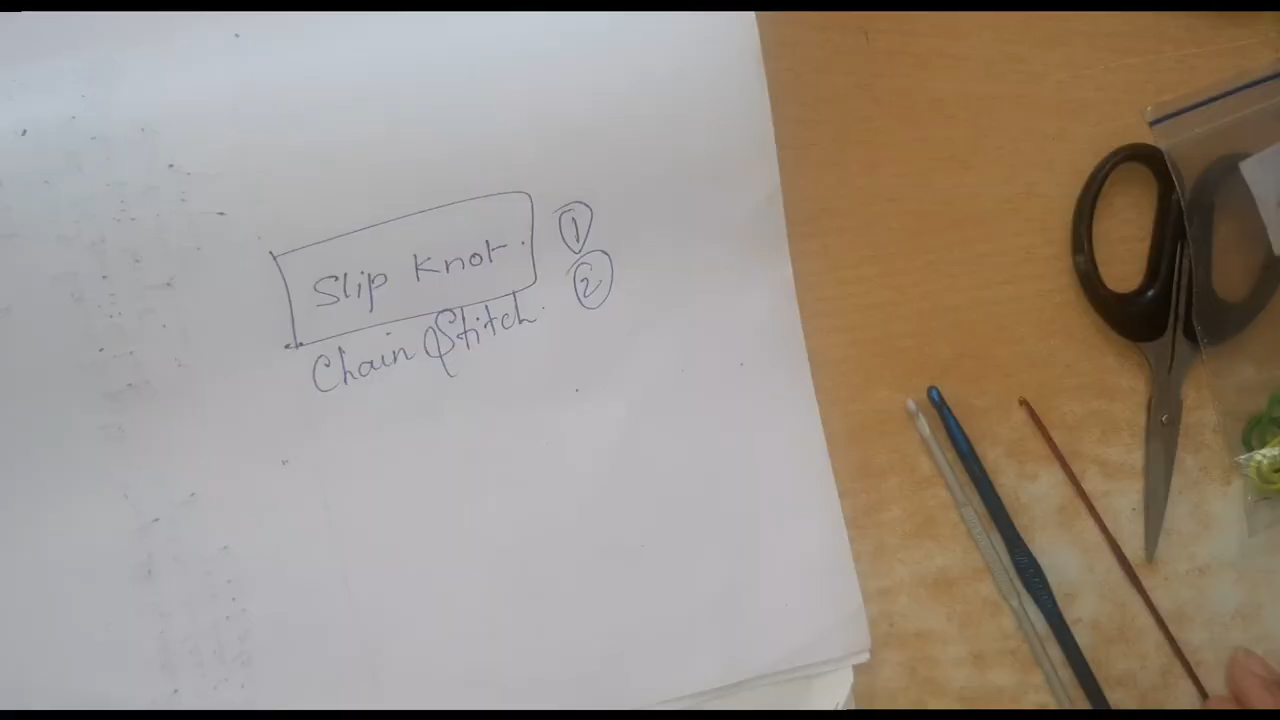 Slip Knot. ①
Chain Stitch. ②